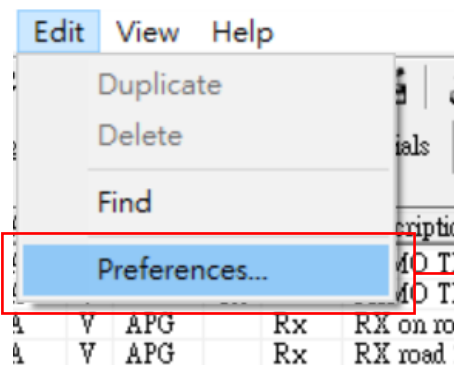 Edit View Help
Duplicate
Delete
Find
Preferences...
A V APG Rx RX on ro
A V APG Rx RX road